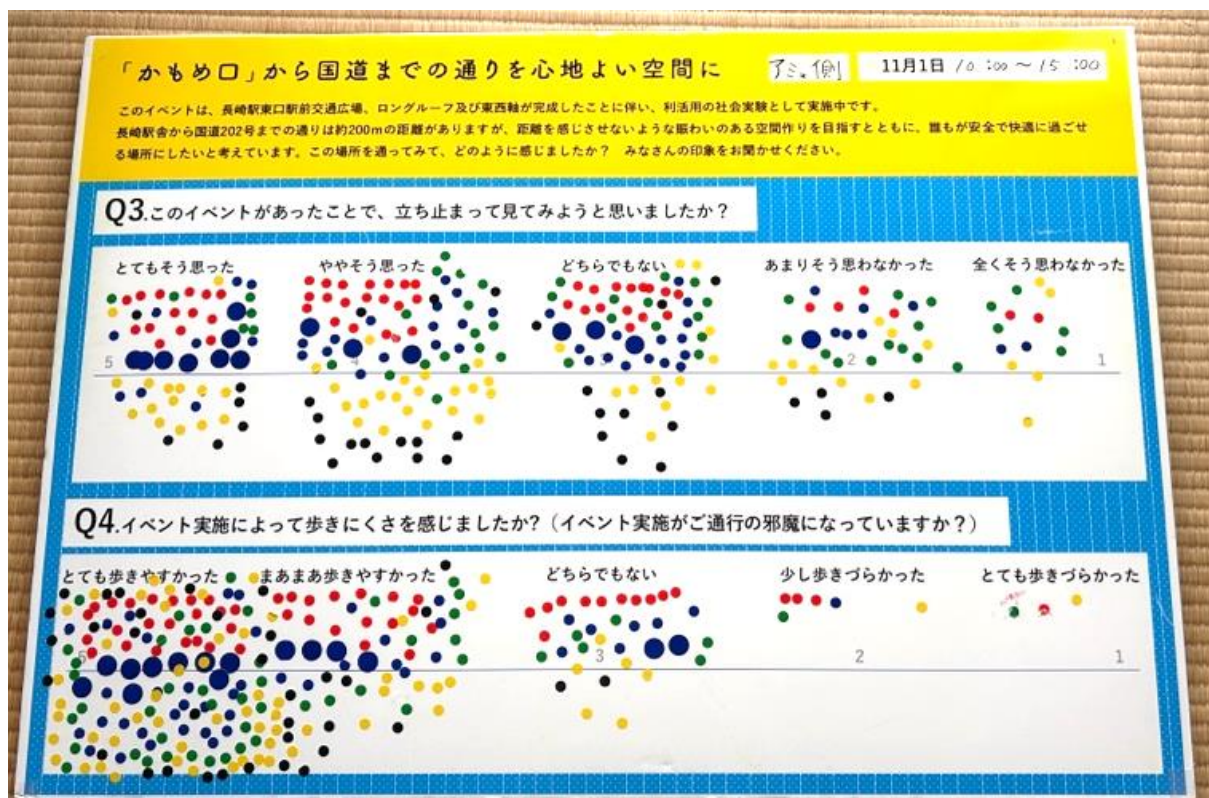 「かもめ口」から国道までの通りを心地よい空間に
アミュ側
11月1日 10:00～15:00
このイベントは、長崎駅東口駅前交通広場、ロングルーフ及び東西軸が完成したことに伴い、利活用の社会実験として実施中です。
長崎駅舎から国道202号までの通りは約200mの距離がありますが、距離を感じさせないような賑わいのある空間作りを目指すとともに、誰もが安全で快適に過ごせ
る場所にしたいと考えています。この場所を通ってみて、どのように感じましたか？ みなさんの印象をお聞かせください。
Q3.このイベントがあったことで、立ち止まって見てみようと思いましたか？
とてもそう思った ややそう思った どちらでもない あまりそう思わなかった 全くそう思わなかった
5 4 3 2 1
Q4.イベント実施によって歩きにくさを感じましたか?（イベント実施がご通行の邪魔になっていますか？）
とても歩きやすかった まあまあ歩きやすかった どちらでもない 少し歩きづらかった とても歩きづらかった
5 3 2 1